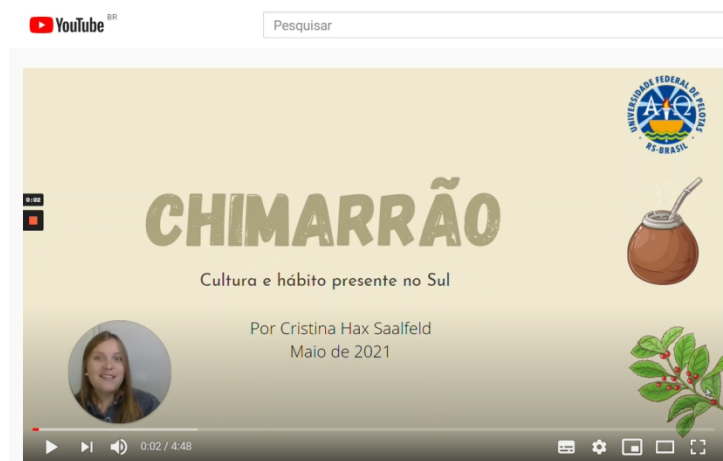 YouTube BR
Pesquisar
UNIVERSIDADE FEDERAL DE PELOTAS
RS-BRASIL
0:02
CHIMARRÃO
Cultura e hábito presente no Sul
Por Cristina Hax Saalfeld
Maio de 2021
0:02 / 4:48